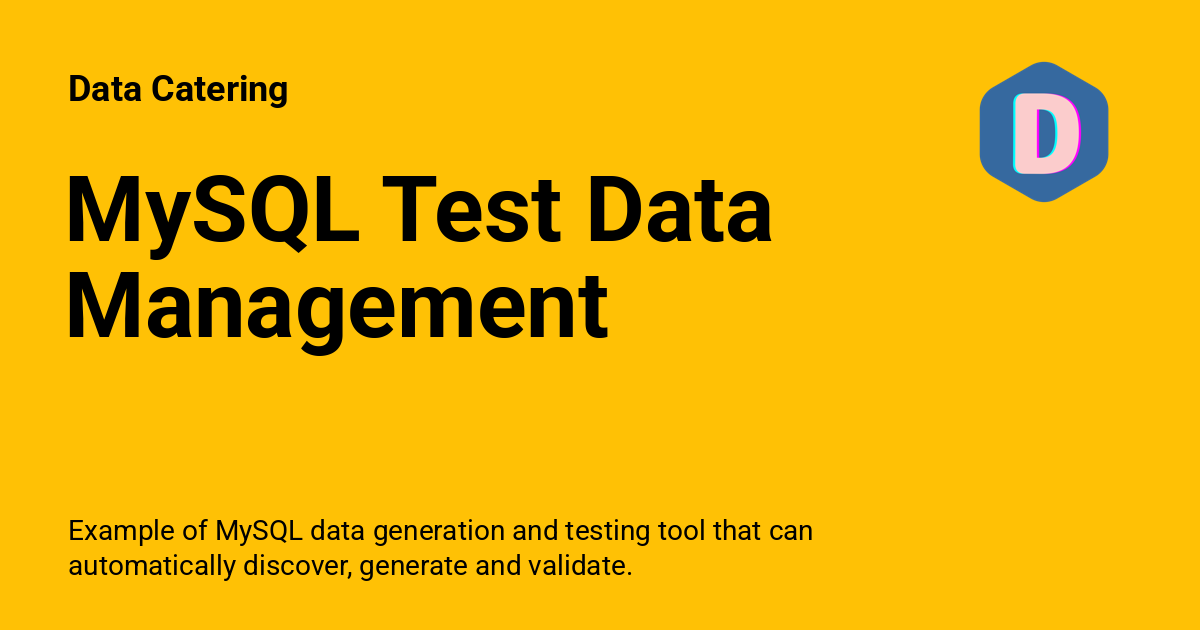 Data Catering
D
MySQL Test Data
Management
Example of MySQL data generation and testing tool that can
automatically discover, generate and validate.